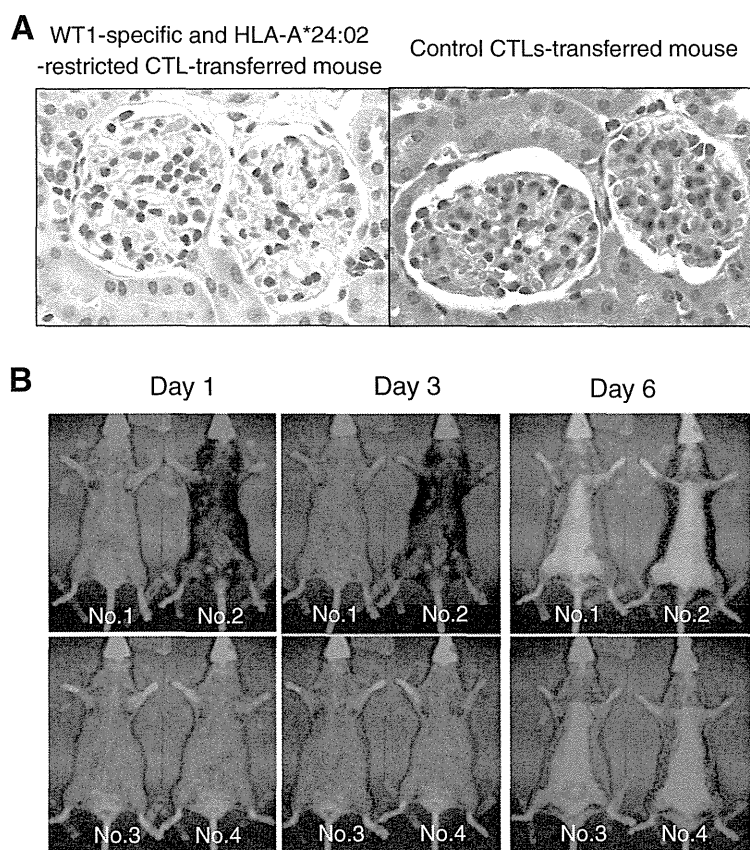 A
WT1-specific and HLA-A*24:02
-restricted CTL-transferred mouse
Control CTLs-transferred mouse
B
Day 1
Day 3
Day 6
No.1
No.2
No.1
No.2
No.1
No.2
No.3
No.4
No.3
No.4
No.3
No.4